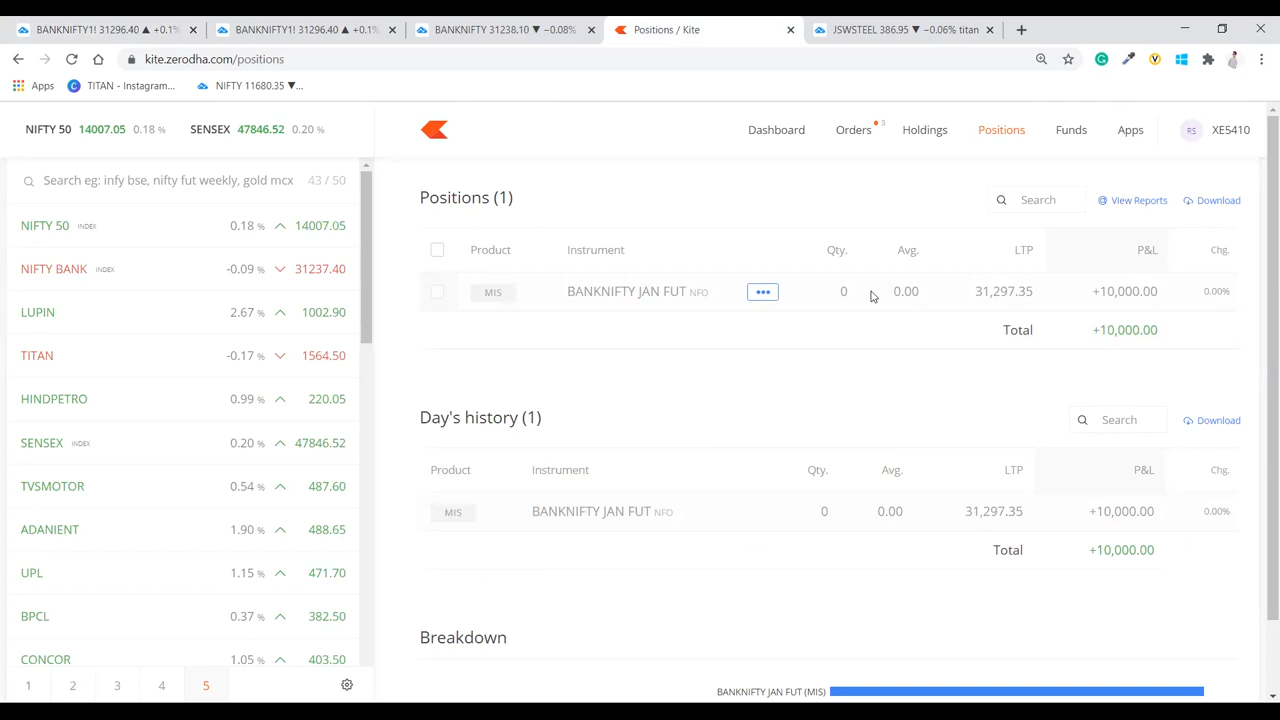 BANKNIFTY1! 31296.40 ▲ +0.1%
BANKNIFTY1! 31296.40 ▲ +0.1%
BANKNIFTY 31238.10 ▼ −0.08%
Positions / Kite
JSWSTEEL 386.95 ▼ −0.06% titan
kite.zerodha.com/positions
Apps
TITAN - Instagram...
NIFTY 11680.35 ▼...
NIFTY 50 14007.05 0.18 %
SENSEX 47846.52 0.20 %
Dashboard
Orders 3
Holdings
Positions
Funds
Apps
RS XE5410
Search eg: infy bse, nifty fut weekly, gold mcx 43 / 50
NIFTY 50 INDEX 0.18 % 14007.05
NIFTY BANK INDEX -0.09 % 31237.40
LUPIN 2.67 % 1002.90
TITAN -0.17 % 1564.50
HINDPETRO 0.99 % 220.05
SENSEX INDEX 0.20 % 47846.52
TVSMOTOR 0.54 % 487.60
ADANIENT 1.90 % 488.65
UPL 1.15 % 471.70
BPCL 0.37 % 382.50
CONCOR 1.05 % 403.50
1 2 3 4 5
Positions (1)
Search
View Reports
Download
Product Instrument Qty. Avg. LTP P&L Chg.
MIS BANKNIFTY JAN FUT NFO 0 0.00 31,297.35 +10,000.00 0.00%
Total +10,000.00
Day's history (1)
Search
Download
Product Instrument Qty. Avg. LTP P&L Chg.
MIS BANKNIFTY JAN FUT NFO 0 0.00 31,297.35 +10,000.00 0.00%
Total +10,000.00
Breakdown
BANKNIFTY JAN FUT (MIS)